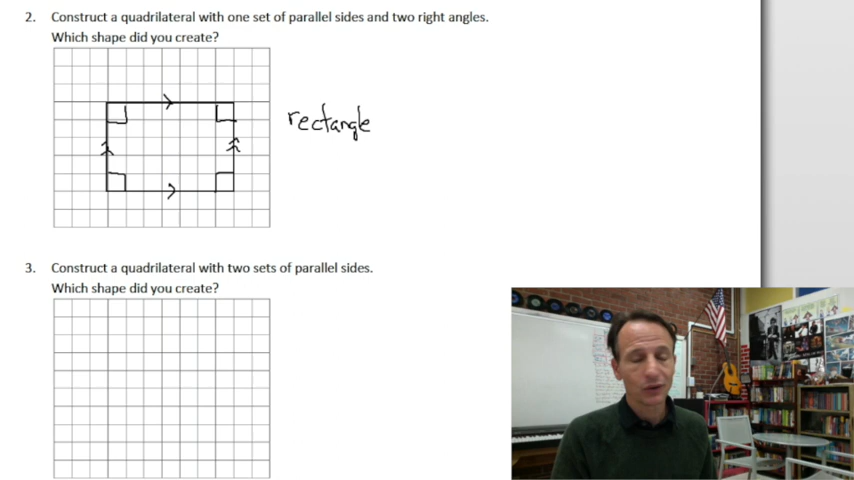 2. Construct a quadrilateral with one set of parallel sides and two right angles.
Which shape did you create?
rectangle
3. Construct a quadrilateral with two sets of parallel sides.
Which shape did you create?